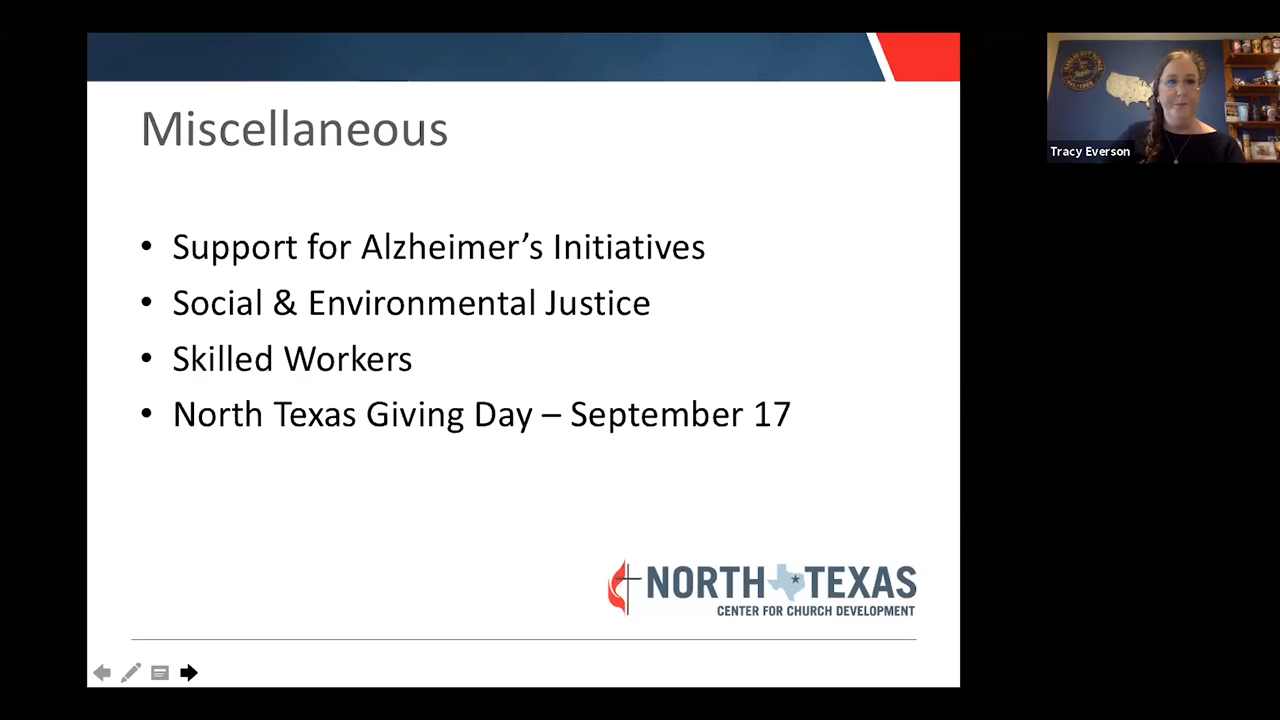 Miscellaneous
• Support for Alzheimer’s Initiatives
• Social & Environmental Justice
• Skilled Workers
• North Texas Giving Day – September 17
NORTH TEXAS
CENTER FOR CHURCH DEVELOPMENT
Tracy Everson